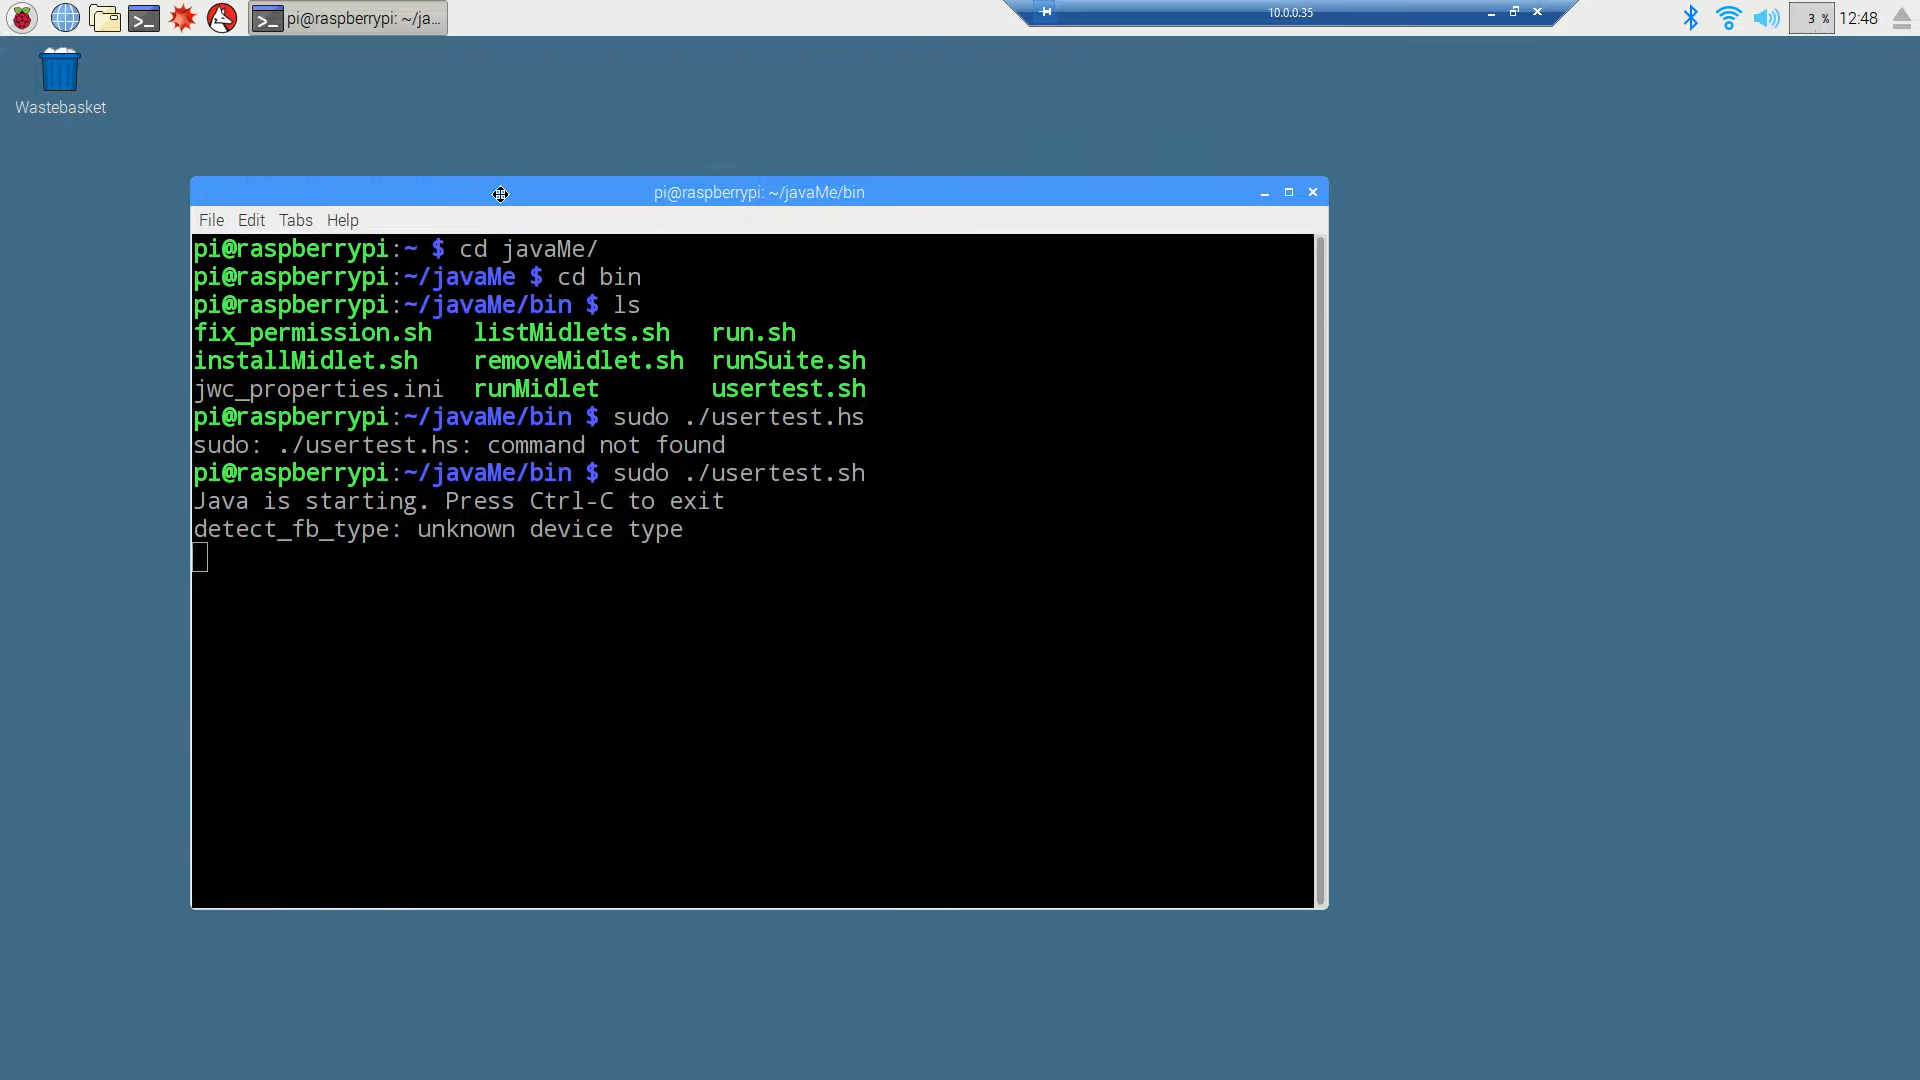 pi@raspberrypi: ~/ja...
10.0.0.35
3 %
12:48
Wastebasket
pi@raspberrypi: ~/javaMe/bin
File Edit Tabs Help
pi@raspberrypi:~ $ cd javaMe/
pi@raspberrypi:~/javaMe $ cd bin
pi@raspberrypi:~/javaMe/bin $ ls
fix_permission.sh listMidlets.sh run.sh
installMidlet.sh removeMidlet.sh runSuite.sh
jwc_properties.ini runMidlet usertest.sh
pi@raspberrypi:~/javaMe/bin $ sudo ./usertest.hs
sudo: ./usertest.hs: command not found
pi@raspberrypi:~/javaMe/bin $ sudo ./usertest.sh
Java is starting. Press Ctrl-C to exit
detect_fb_type: unknown device type